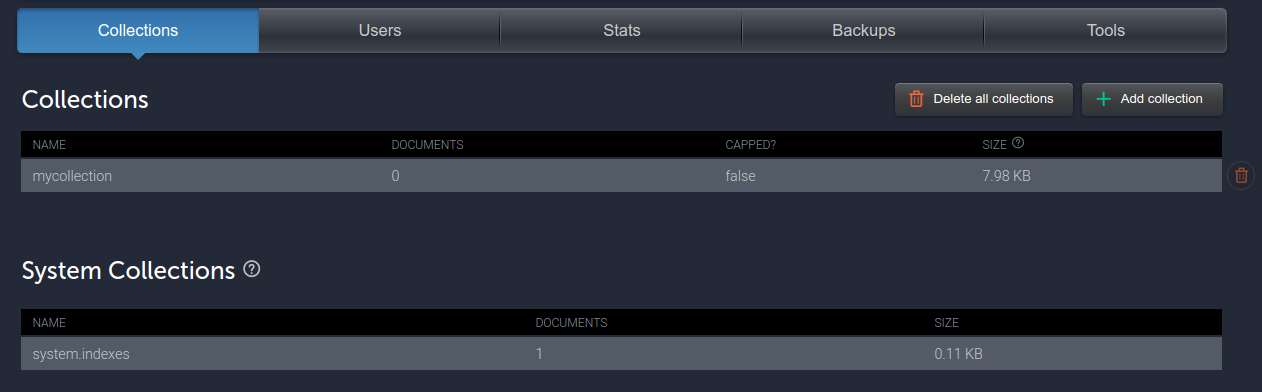 Collections Users Stats Backups Tools
Collections Delete all collections Add collection
NAME DOCUMENTS CAPPED? SIZE ?
mycollection 0 false 7.98 KB
System Collections ?
NAME DOCUMENTS SIZE
system.indexes 1 0.11 KB